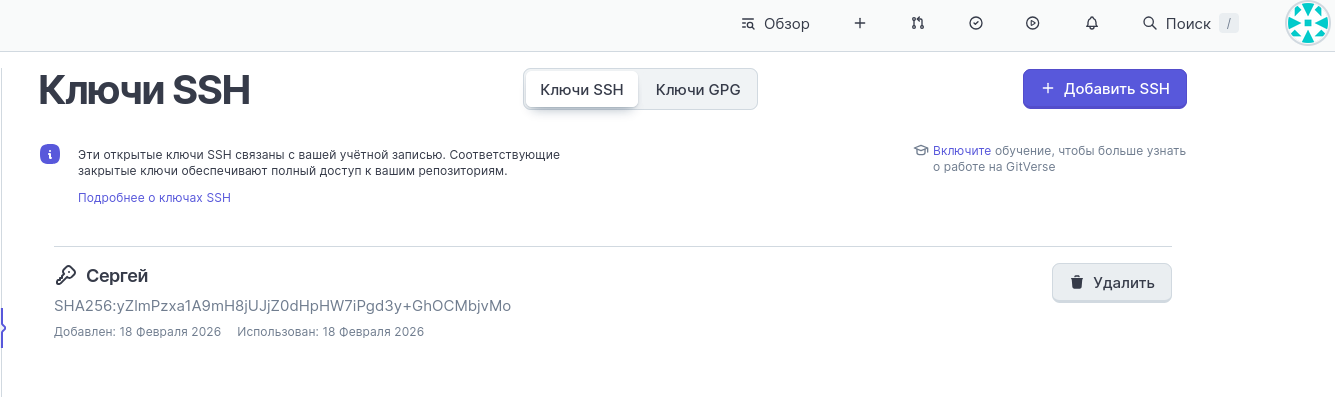 Обзор
Поиск /
Ключи SSH
Ключи SSH Ключи GPG
+ Добавить SSH
Эти открытые ключи SSH связаны с вашей учётной записью. Соответствующие
закрытые ключи обеспечивают полный доступ к вашим репозиториям.
Подробнее о ключах SSH
Включите обучение, чтобы больше узнать
о работе на GitVerse
Сергей
SHA256:yZlmPzxa1A9mH8jUJjZ0dHpHW7iPgd3y+GhOCMbjvMo
Добавлен: 18 Февраля 2026 Использован: 18 Февраля 2026
Удалить